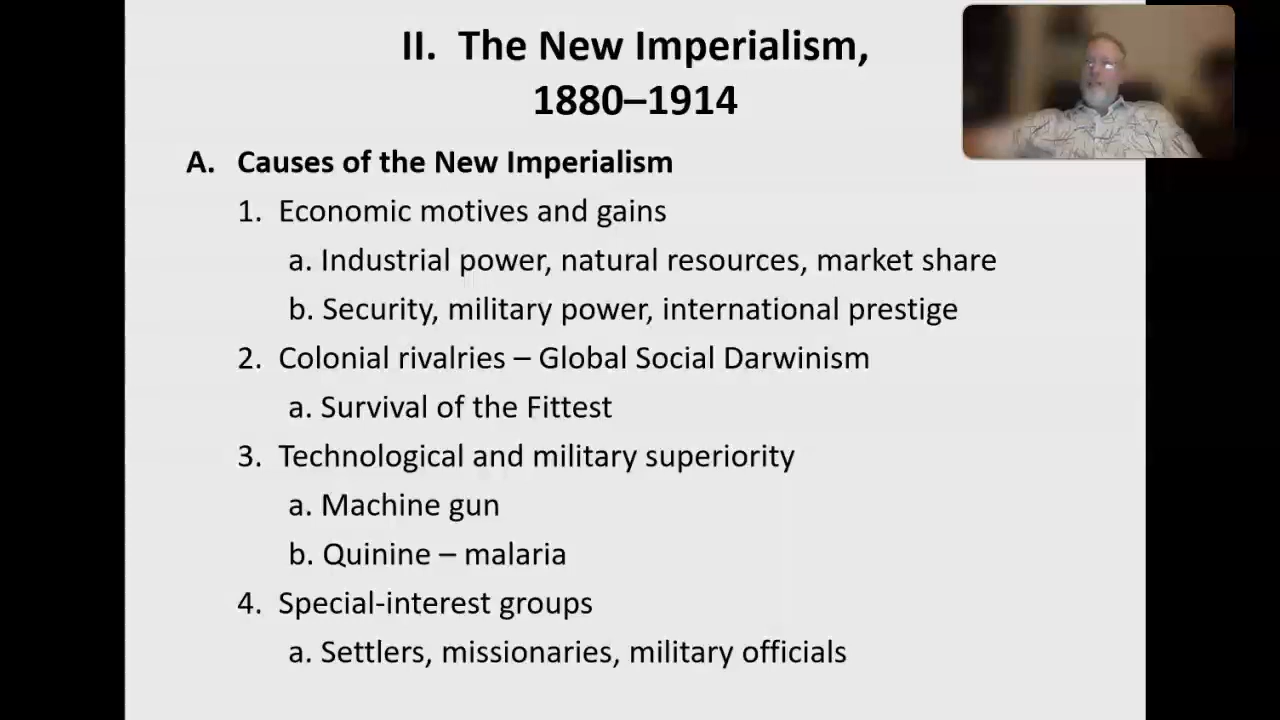 II. The New Imperialism,
1880–1914
A. Causes of the New Imperialism
1. Economic motives and gains
a. Industrial power, natural resources, market share
b. Security, military power, international prestige
2. Colonial rivalries – Global Social Darwinism
a. Survival of the Fittest
3. Technological and military superiority
a. Machine gun
b. Quinine – malaria
4. Special-interest groups
a. Settlers, missionaries, military officials